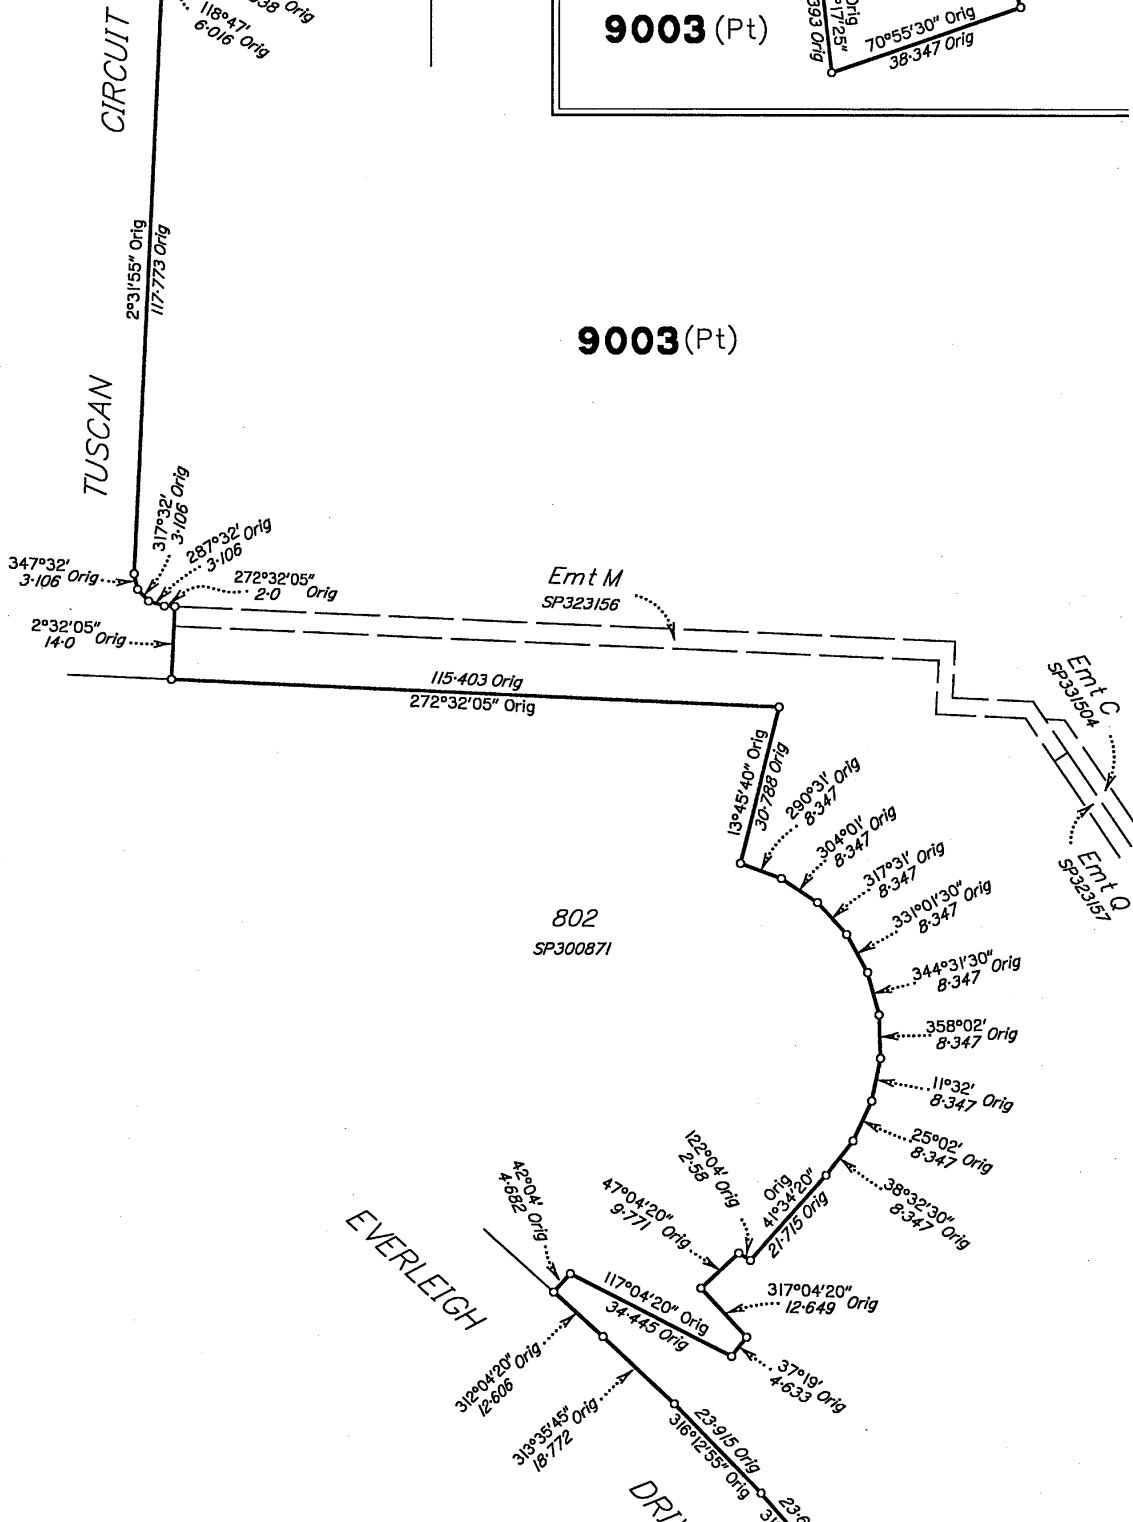 118°47'
6·016 Orig
9003 (Pt)
393 Orig
17'25"
Orig
70°55'30" Orig
38·347 Orig
CIRCUIT
2°31'55" Orig
117·773 Orig
9003 (Pt)
TUSCAN
317°32'
3·106 Orig
287°32' Orig
3·106
347°32'
3·106 Orig
272°32'05"
2·0 Orig
2°32'05"
14·0 Orig
Emt M
SP323156
115·403 Orig
272°32'05" Orig
Emt C
SP331504
Emt Q
SP323157
13°45'40" Orig
30·788 Orig
290°31' Orig
8·347
304°01' Orig
8·347
317°31' Orig
8·347
331°01'30" Orig
8·347
344°31'30" Orig
8·347
358°02' Orig
8·347
11°32'
8·347 Orig
25°02' Orig
8·347
38°32'30" Orig
8·347
802
SP300871
41°34'20" Orig
21·715 Orig
122°04' Orig
2·58
47°04'20" Orig
9·771
42°04' Orig
4·682
317°04'20" Orig
12·649
117°04'20" Orig
34·445 Orig
37°19' Orig
4·633
EVERLEIGH
312°04'20" Orig
12·606
313°35'45" Orig
18·772
23·915 Orig
316°12'55" Orig